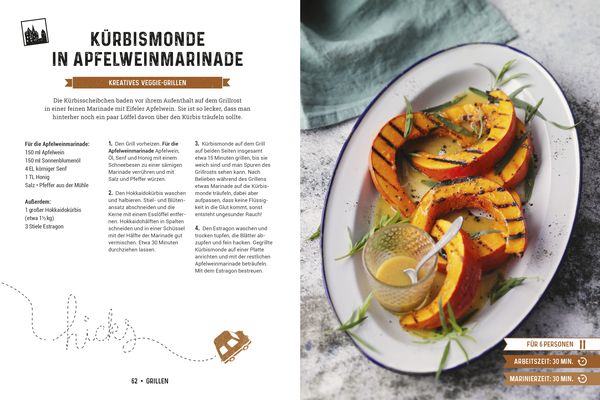 KÜRBISMONDE
IN APFELWEINMARINADE
KREATIVES VEGGIE-GRILLEN
Die Kürbisscheibchen baden vor ihrem Aufenthalt auf dem Grillrost
in einer feinen Marinade mit Eifeler Apfelwein. Sie ist so lecker, dass man
hinterher noch ein paar Löffel davon über den Kürbis träufeln sollte.
Für die Apfelweinmarinade:
150 ml Apfelwein
150 ml Sonnenblumenöl
4 EL körniger Senf
1 TL Honig
Salz • Pfeffer aus der Mühle
Außerdem:
1 großer Hokkaidokürbis
(etwa 1½ kg)
3 Stiele Estragon
1. Den Grill vorheizen. Für die
Apfelweinmarinade Apfelwein,
Öl, Senf und Honig mit einem
Schneebesen zu einer sämigen
Marinade verrühren und mit
Salz und Pfeffer würzen.
2. Den Hokkaidokürbis waschen
und halbieren. Stiel- und Blüten-
ansatz abschneiden und die
Kerne mit einem Esslöffel entfer-
nen. Hokkaidohälften in Spalten
schneiden und in einer Schüssel
mit der Hälfte der Marinade gut
vermischen. Etwa 30 Minuten
durchziehen lassen.
3. Kürbismonde auf dem Grill
auf beiden Seiten insgesamt
etwa 15 Minuten grillen, bis sie
weich sind und man Spuren des
Grillrosts sehen kann. Nach
Belieben während des Grillens
etwas Marinade auf die Kürbis-
monde träufeln, dabei aber
aufpassen, dass keine Flüssig-
keit in die Glut kommt, sonst
entsteht ungesunder Rauch!
4. Den Estragon waschen und
trocken tupfen, die Blätter ab-
zupfen und fein hacken. Gegrillte
Kürbismonde auf einer Platte
anrichten und mit der restlichen
Apfelweinmarinade beträufeln.
Mit dem Estragon bestreuen.
hicks
62 • GRILLEN
FÜR 6 PERSONEN
ARBEITSZEIT: 30 MIN.
MARINIERZEIT: 30 MIN.